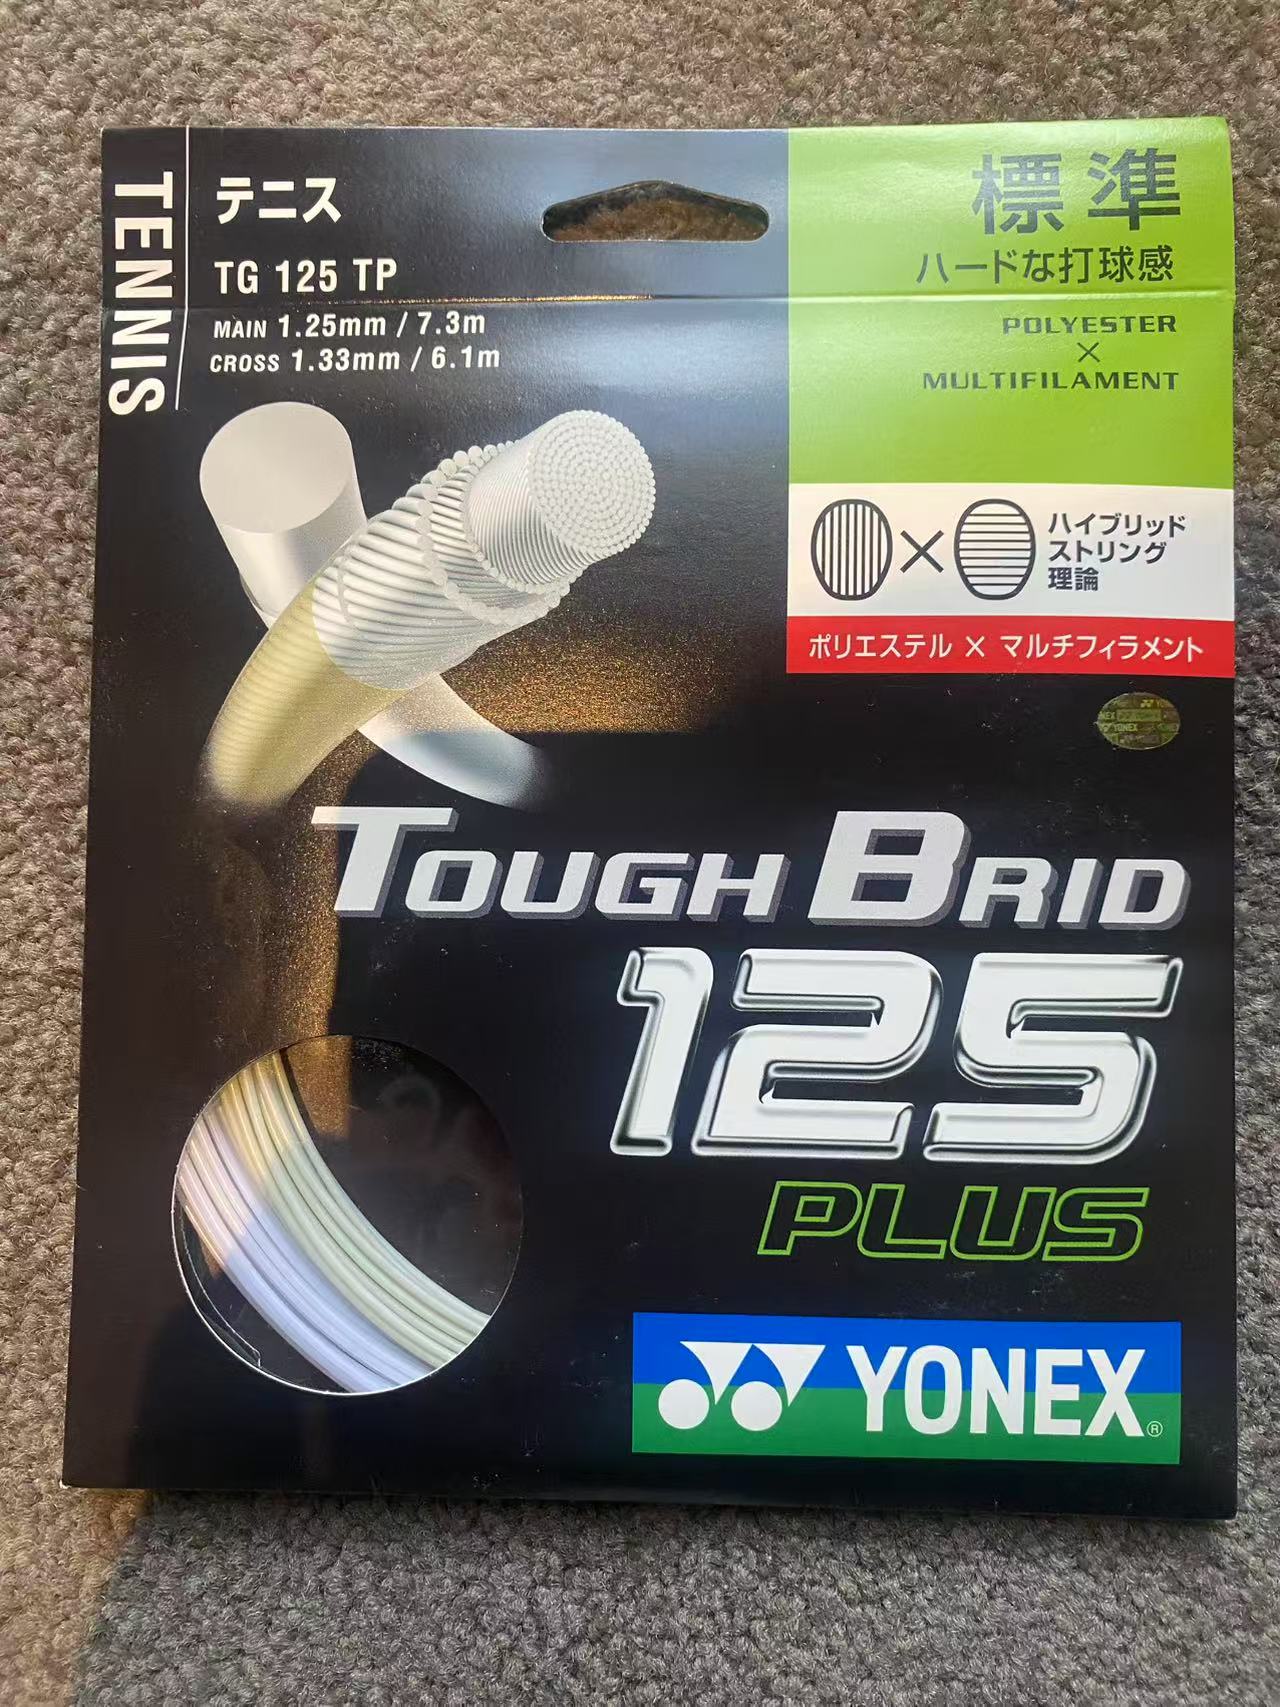 TENNIS
テニス
TG 125 TP
MAIN 1.25mm / 7.3m
CROSS 1.33mm / 6.1m
標準
ハードな打球感
POLYESTER
×
MULTIFILAMENT
×
ハイブリッド
ストリング
理論
ポリエステル × マルチフィラメント
YONEX
TOUGH BRID
125
PLUS
YONEX®